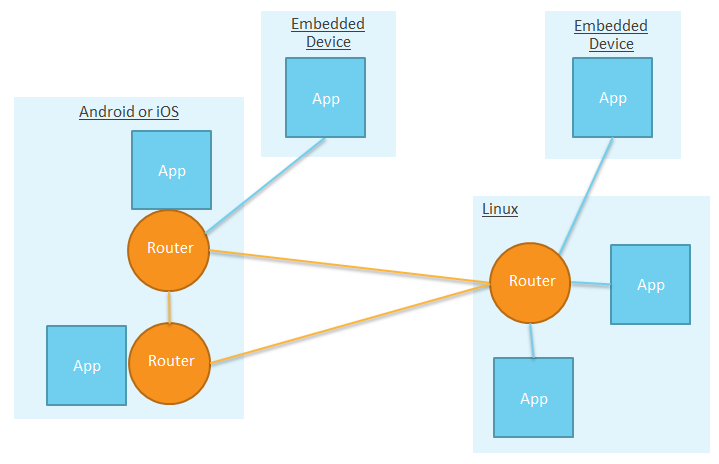 Embedded
Device
App
Embedded
Device
App
Android or iOS
App
Router
App
Router
Linux
Router
App
App